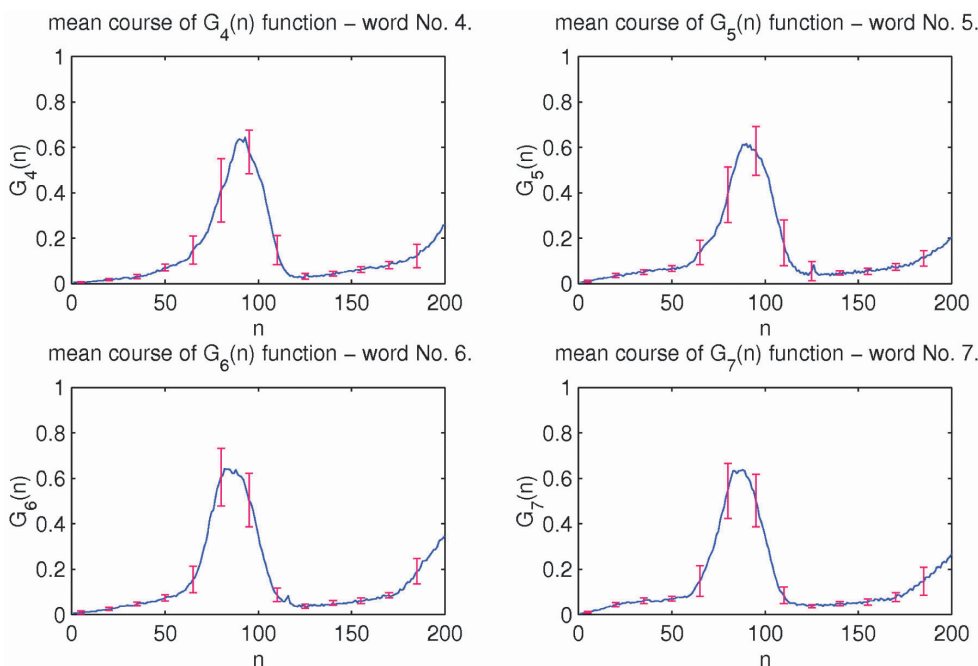 mean course of G4(n) function – word No. 4.
1
0.8
0.6
0.4
0.2
0
G4(n)
0 50 100 150 200
n
mean course of G5(n) function – word No. 5.
1
0.8
0.6
0.4
0.2
0
G5(n)
0 50 100 150 200
n
mean course of G6(n) function – word No. 6.
1
0.8
0.6
0.4
0.2
0
G6(n)
0 50 100 150 200
n
mean course of G7(n) function – word No. 7.
1
0.8
0.6
0.4
0.2
0
G7(n)
0 50 100 150 200
n